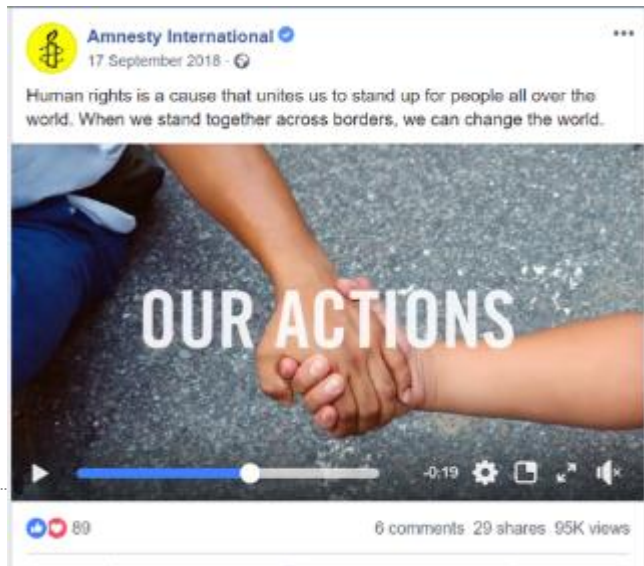 Amnesty International
17 September 2018 ·
Human rights is a cause that unites us to stand up for people all over the
world. When we stand together across borders, we can change the world.
OUR ACTIONS
-0:19
89
6 comments 29 shares 95K views